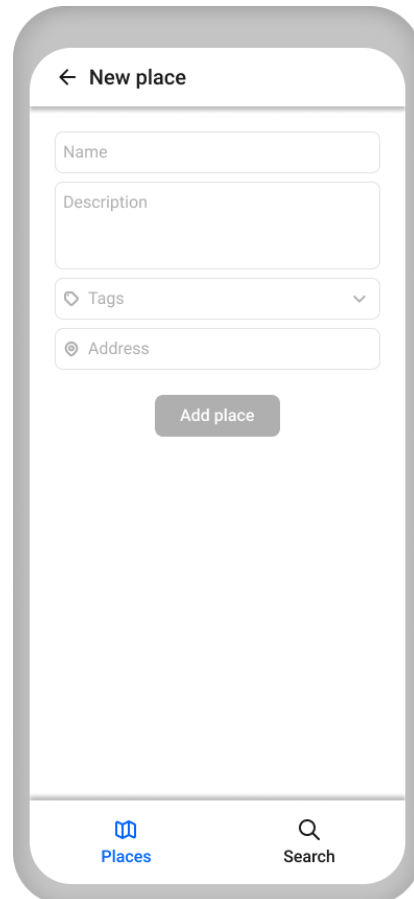 New place
Name
Description
Tags
Address
Add place
Places
Search